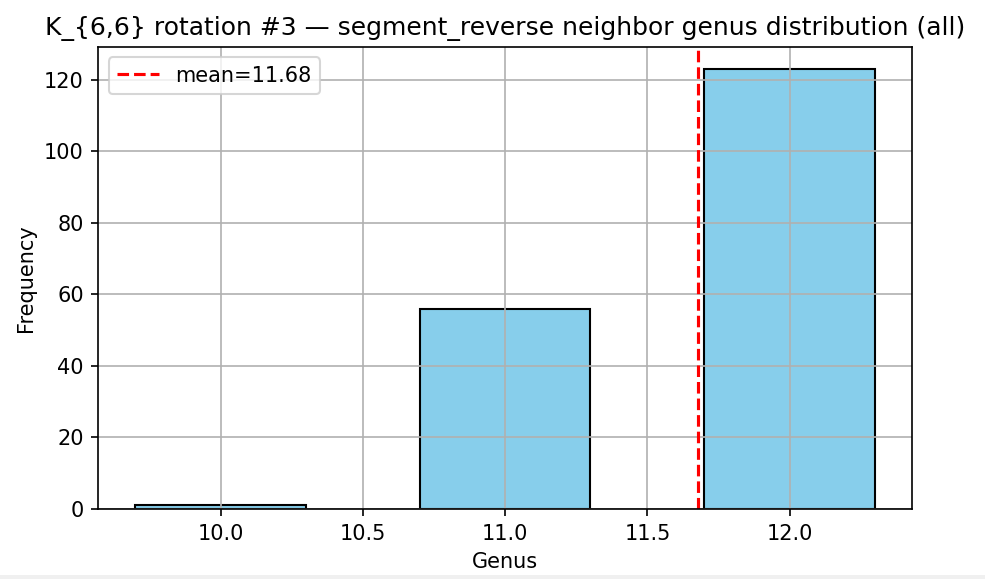 K_{6,6} rotation #3 — segment_reverse neighbor genus distribution (all)
mean=11.68
120
100
80
60
40
20
0
Frequency
10.0 10.5 11.0 11.5 12.0
Genus